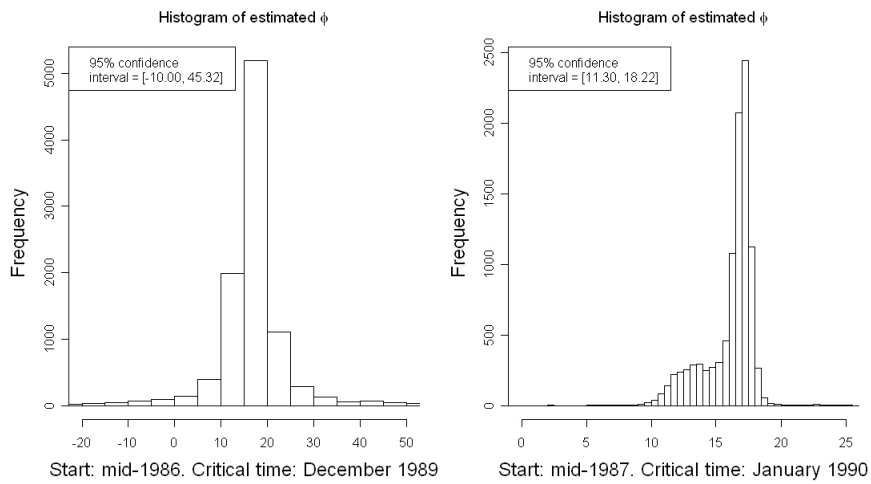 Histogram of estimated ϕ
95% confidence
interval = [-10.00, 45.32]
Frequency
5000
4000
3000
2000
1000
0
-20 -10 0 10 20 30 40 50
Start: mid-1986. Critical time: December 1989
Histogram of estimated ϕ
95% confidence
interval = [11.30, 18.22]
Frequency
2500
2000
1500
1000
500
0
0 5 10 15 20 25
Start: mid-1987. Critical time: January 1990